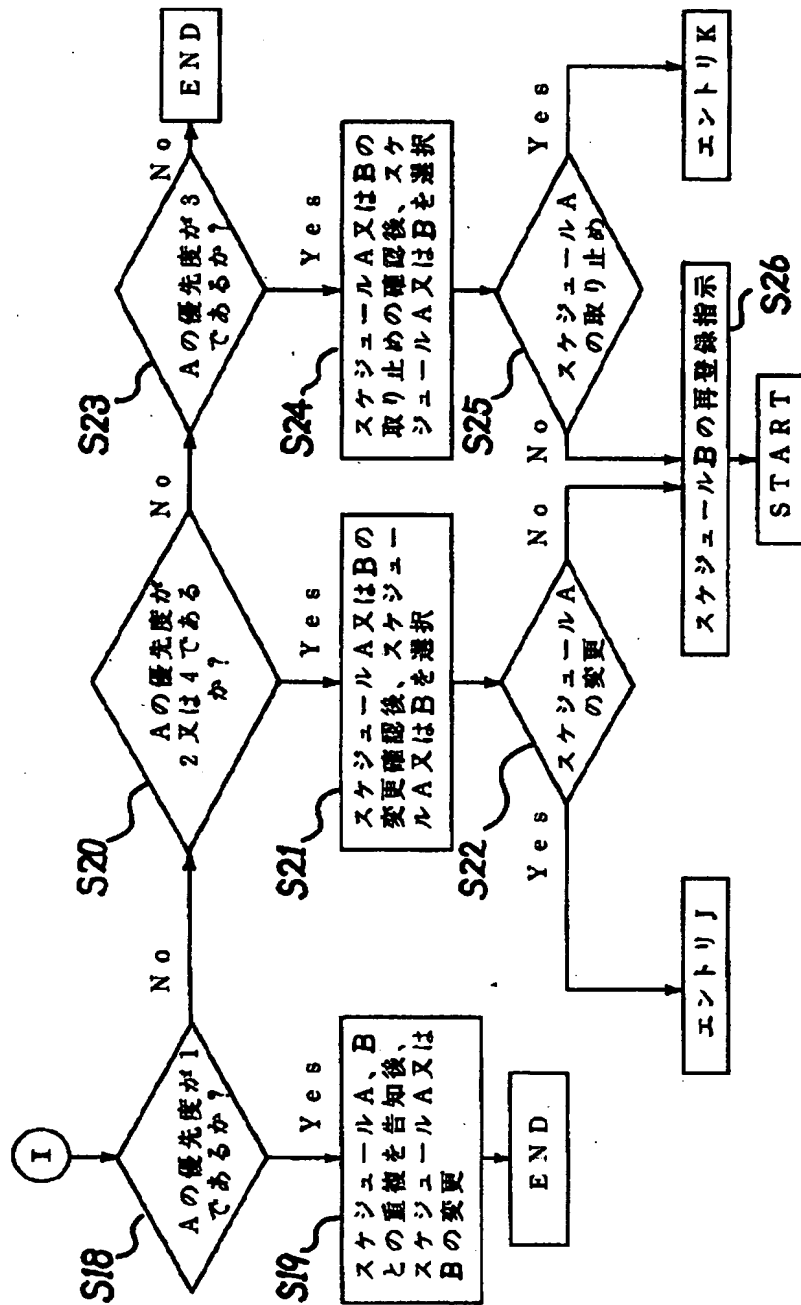 I
S18
Aの優先度が1
であるか?
No
Yes
S19
スケジュールA、B
との重複を告知後、
スケジュールA又は
Bの変更
END
S20
Aの優先度が
2又は4である
か?
No
Yes
S21
スケジュールA又はBの
変更確認後、スケジュー
ルA又はBを選択
S22
スケジュールA
の変更
Yes
No
エントリJ
S23
Aの優先度が3
であるか?
No
END
Yes
S24
スケジュールA又はBの
取り止めの確認後、スケ
ジュールA又はBを選択
S25
スケジュールA
の取り止め
No
Yes
エントリK
スケジュールBの再登録指示
S26
START